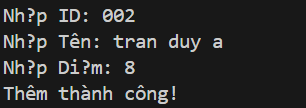 Nh?p ID: 002
Nh?p Tên: tran duy a
Nh?p Di?m: 8
Thêm thành công!